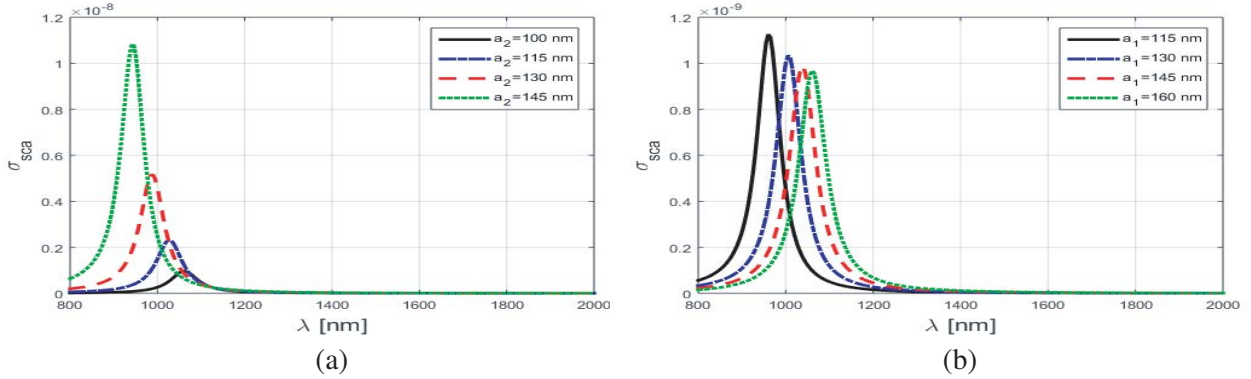 ×10⁻⁸
1.2
1
0.8
0.6
0.4
0.2
0
σ_sca
800 1000 1200 1400 1600 1800 2000
λ [nm]
a₂=100 nm
a₂=115 nm
a₂=130 nm
a₂=145 nm
(a)
×10⁻⁹
1.2
1
0.8
0.6
0.4
0.2
0
σ_sca
800 1000 1200 1400 1600 1800 2000
λ [nm]
a₁=115 nm
a₁=130 nm
a₁=145 nm
a₁=160 nm
(b)